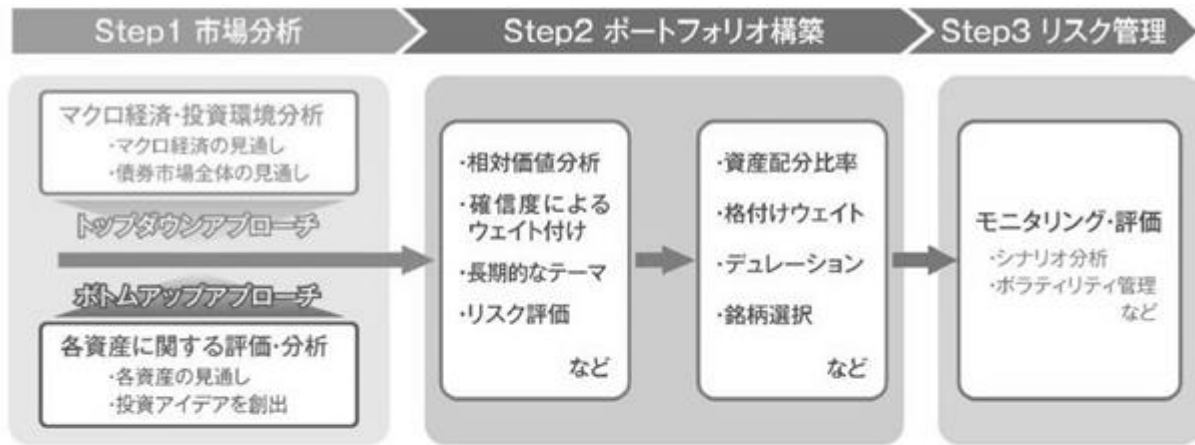 Step1 市場分析
Step2 ポートフォリオ構築
Step3 リスク管理
マクロ経済・投資環境分析
・マクロ経済の見通し
・債券市場全体の見通し
トップダウンアプローチ
ボトムアップアプローチ
各資産に関する評価・分析
・各資産の見通し
・投資アイデアを創出
・相対価値分析
・確信度による
ウェイト付け
・長期的なテーマ
・リスク評価
など
・資産配分比率
・格付けウェイト
・デュレーション
・銘柄選択
など
モニタリング・評価
・シナリオ分析
・ボラティリティ管理
など